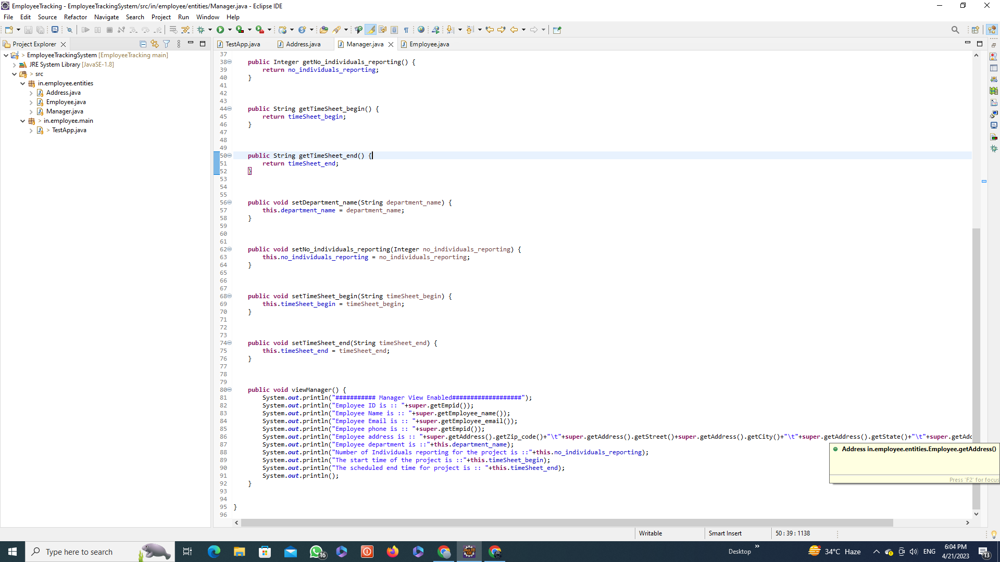 EmployeeTracking - EmployeeTrackingSystem/src/in/employee/entities/Manager.java - Eclipse IDE
File Edit Source Refactor Navigate Search Project Run Window Help
Project Explorer
TestApp.java Address.java Manager.java Employee.java
> EmployeeTrackingSystem [EmployeeTracking main]
JRE System Library [JavaSE-1.8]
> src
in.employee.entities
Address.java
Employee.java
Manager.java
> in.employee.main
> TestApp.java
37
38 public Integer getNo_individuals_reporting() {
39 return no_individuals_reporting;
40 }
41
42
43
44 public String getTimeSheet_begin() {
45 return timeSheet_begin;
46 }
47
48
49
50 public String getTimeSheet_end() {
51 return timeSheet_end;
52 }
53
54
55
56 public void setDepartment_name(String department_name) {
57 this.department_name = department_name;
58 }
59
60
61
62 public void setNo_individuals_reporting(Integer no_individuals_reporting) {
63 this.no_individuals_reporting = no_individuals_reporting;
64 }
65
66
67
68 public void setTimeSheet_begin(String timeSheet_begin) {
69 this.timeSheet_begin = timeSheet_begin;
70 }
71
72
73
74 public void setTimeSheet_end(String timeSheet_end) {
75 this.timeSheet_end = timeSheet_end;
76 }
77
78
79
80 public void viewManager() {
81 System.out.println("########### Manager View Enabled###################");
82 System.out.println("Employee ID is :: "+super.getEmpid());
83 System.out.println("Employee Name is :: "+super.getEmployee_name());
84 System.out.println("Employee Email is :: "+super.getEmployee_email());
85 System.out.println("Employee phone is :: "+super.getEmpid());
86 System.out.println("Employee address is :: "+super.getAddress().getZip_code()+"\t"+super.getAddress().getStreet()+super.getAddress().getCity()+"\t"+super.getAddress().getState()+"\t"+super.getAdd
87 System.out.println("Employee department is ::"+this.department_name);
88 System.out.println("Number of Individuals reporting for the project is ::"+this.no_individuals_reporting);
89 System.out.println("The start time of the project is ::"+this.timeSheet_begin);
90 System.out.println("The scheduled end time for project is :: "+this.timeSheet_end);
91 System.out.println();
92 }
93
94
95 }
96
Address in.employee.entities.Employee.getAddress()
Press 'F2' for focus
Writable Smart Insert 50 : 39 : 1138
Type here to search
16
Desktop
34°C Haze
ENG
6:04 PM
4/21/2023
13